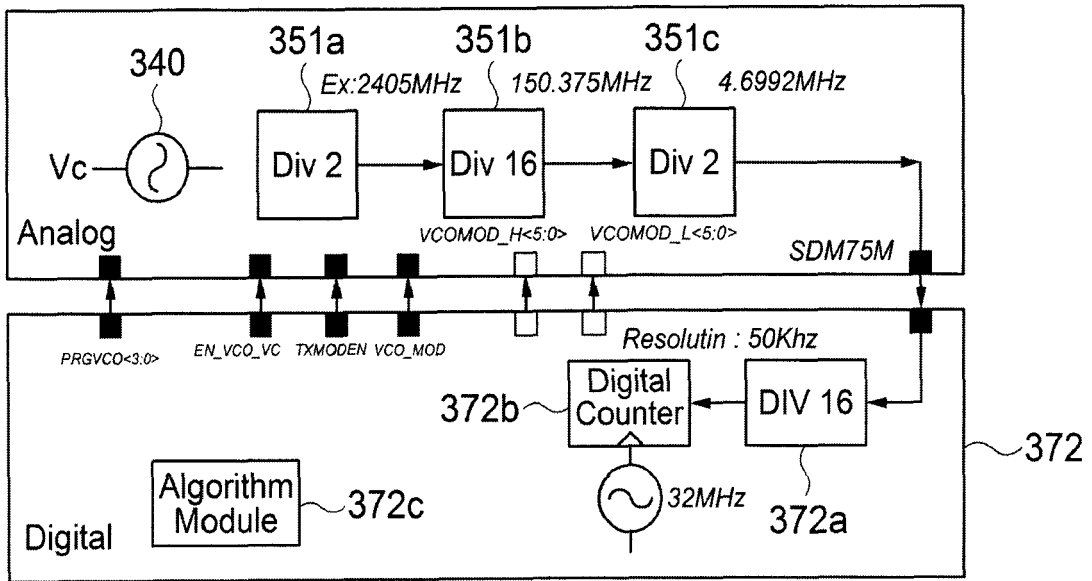 351a
351b
351c
340
Ex:2405MHz
150.375MHz
4.6992MHz
Vc
Div 2
Div 16
Div 2
VCOMOD_H<5:0>
VCOMOD_L<5:0>
SDM75M
Analog
PRGVCO<3:0>
EN_VCO_VC
TXMODEN
VCO_MOD
Resolutin : 50Khz
372b
Digital
Counter
DIV 16
372
Algorithm
Module
372c
32MHz
372a
Digital